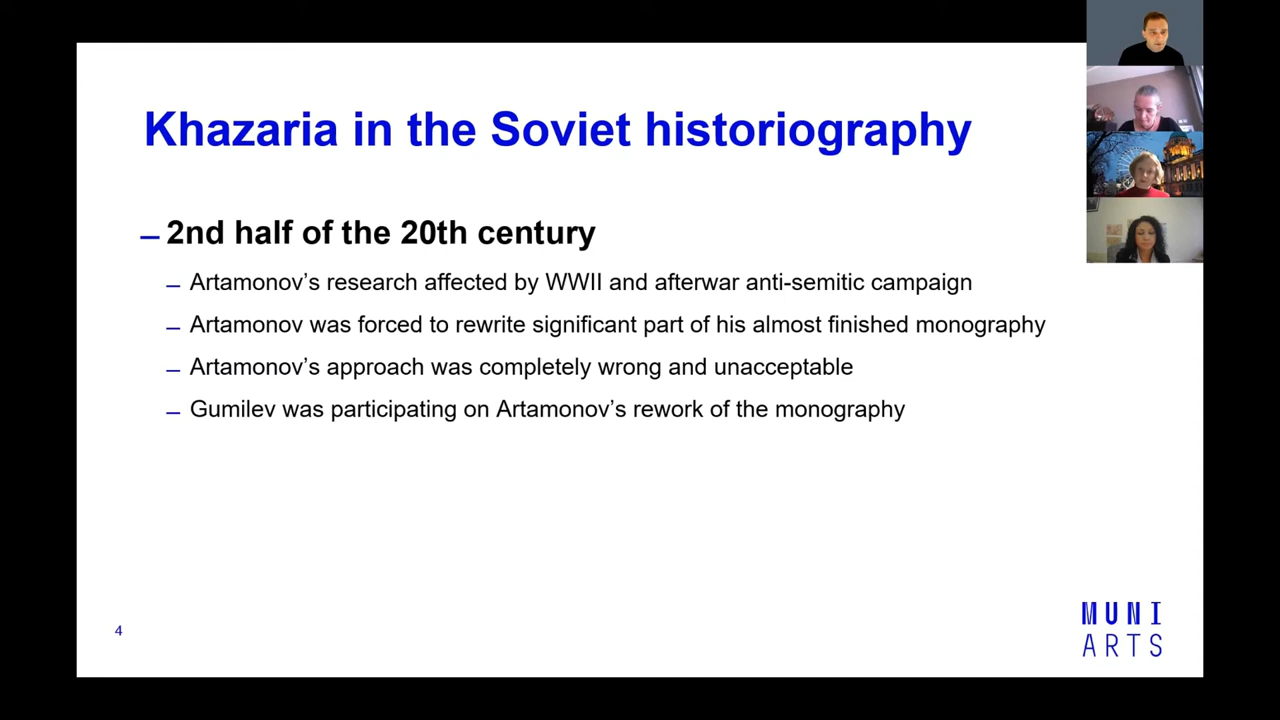 Khazaria in the Soviet historiography
– 2nd half of the 20th century
– Artamonov’s research affected by WWII and afterwar anti-semitic campaign
– Artamonov was forced to rewrite significant part of his almost finished monography
– Artamonov’s approach was completely wrong and unacceptable
– Gumilev was participating on Artamonov’s rework of the monography
4
MUNI
ARTS